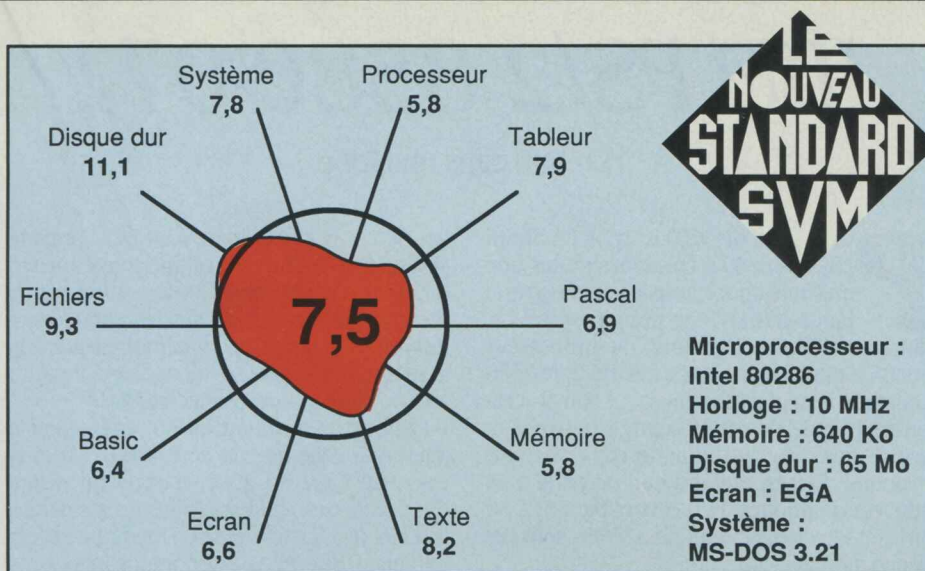 LE
NOUVEAU
STANDARD
SVM
Système
7,8
Processeur
5,8
Disque dur
11,1
Tableur
7,9
Fichiers
9,3
7,5
Pascal
6,9
Basic
6,4
Mémoire
5,8
Ecran
6,6
Texte
8,2
Microprocesseur :
Intel 80286
Horloge : 10 MHz
Mémoire : 640 Ko
Disque dur : 65 Mo
Ecran : EGA
Système :
MS-DOS 3.21